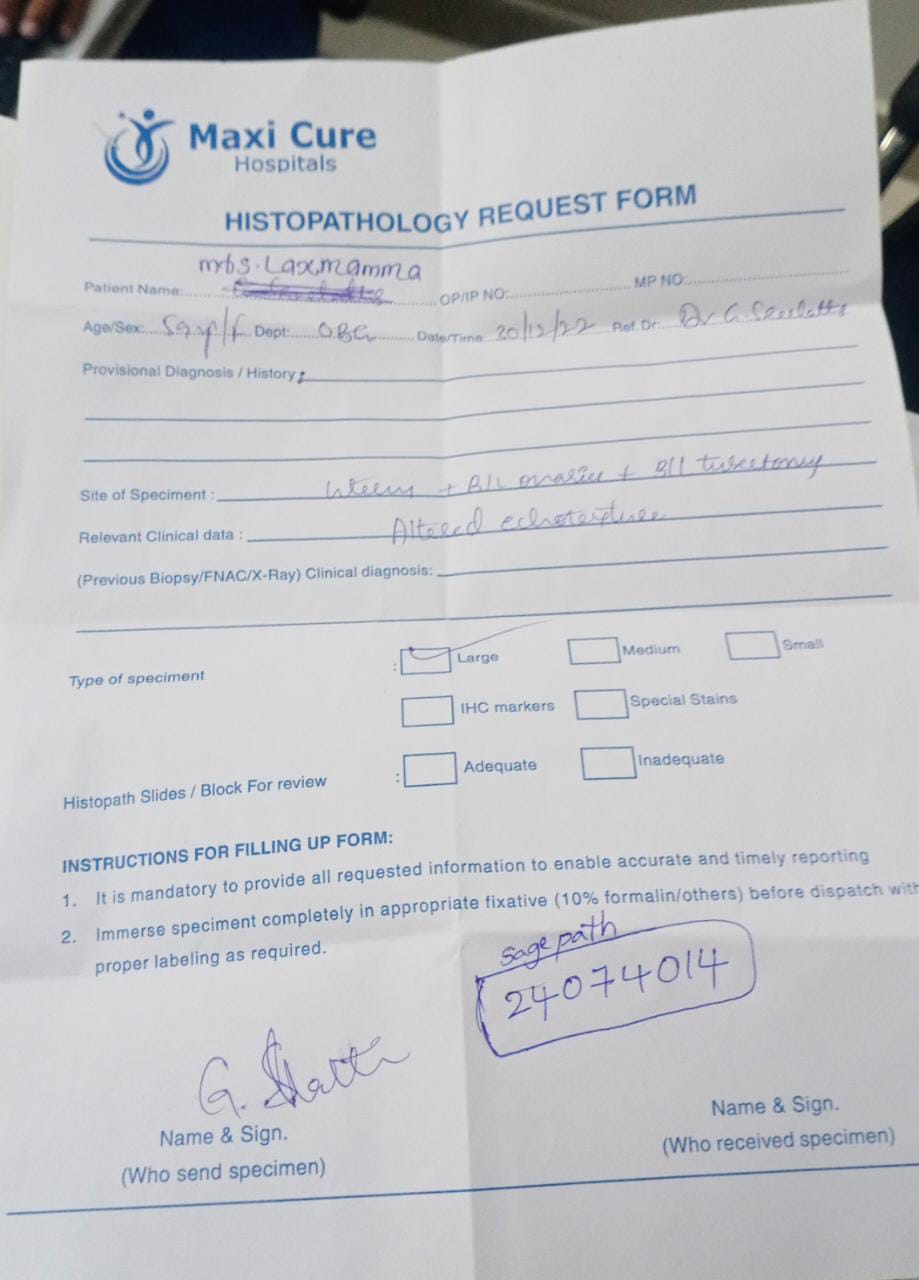 Maxi Cure
Hospitals
HISTOPATHOLOGY REQUEST FORM
mrs. Laxmamma
Patient Name: OP/IP NO: MP NO:
Age/Sex: 59y/f Dept: OBG Date/Time: 30/12/22 Ref. Dr. Dr G.
Provisional Diagnosis / History :
Site of Speciment : Uterus + B/L ovaries + B/L tubectomy
Relevant Clinical data : Altered echotexture
(Previous Biopsy/FNAC/X-Ray) Clinical diagnosis:
Type of speciment : Large Medium Small
IHC markers Special Stains
Histopath Slides / Block For review : Adequate Inadequate
INSTRUCTIONS FOR FILLING UP FORM:
1. It is mandatory to provide all requested information to enable accurate and timely reporting
2. Immerse speciment completely in appropriate fixative (10% formalin/others) before dispatch with
proper labeling as required.
sage path
24074014
G.
Name & Sign.
(Who send specimen)
Name & Sign.
(Who received specimen)